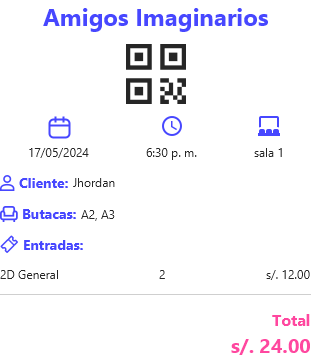 Amigos Imaginarios
17/05/2024 6:30 p. m. sala 1
Cliente: Jhordan
Butacas: A2, A3
Entradas:
2D General 2 s/. 12.00
Total
s/. 24.00